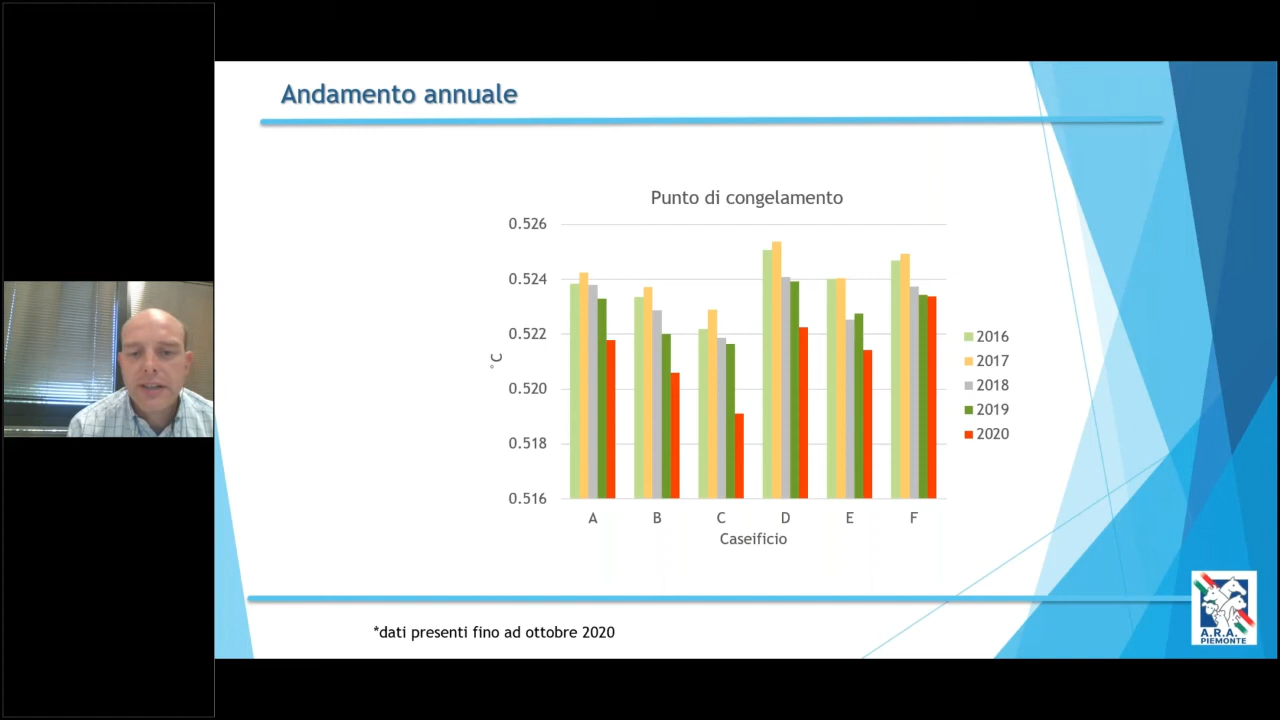 Andamento annuale
Punto di congelamento
0.526
0.524
0.522
0.520
0.518
0.516
°C
A B C D E F
Caseificio
2016
2017
2018
2019
2020
*dati presenti fino ad ottobre 2020
A.R.A.
PIEMONTE